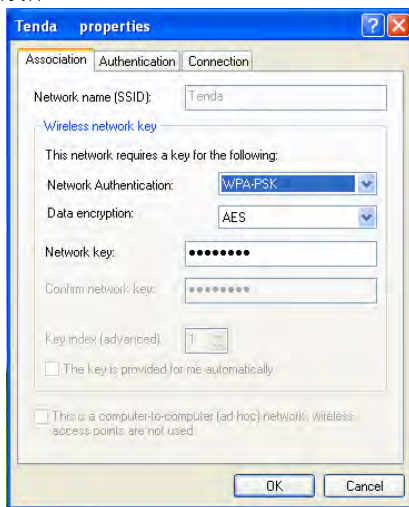 Tenda properties
Association Authentication Connection
Network name (SSID): Tenda
Wireless network key
This network requires a key for the following:
Network Authentication: WPA-PSK
Data encryption: AES
Network key: ••••••••
Confirm network key: ••••••••
Key index (advanced): 1
The key is provided for me automatically
This is a computer-to-computer (ad hoc) network; wireless
access points are not used
OK Cancel